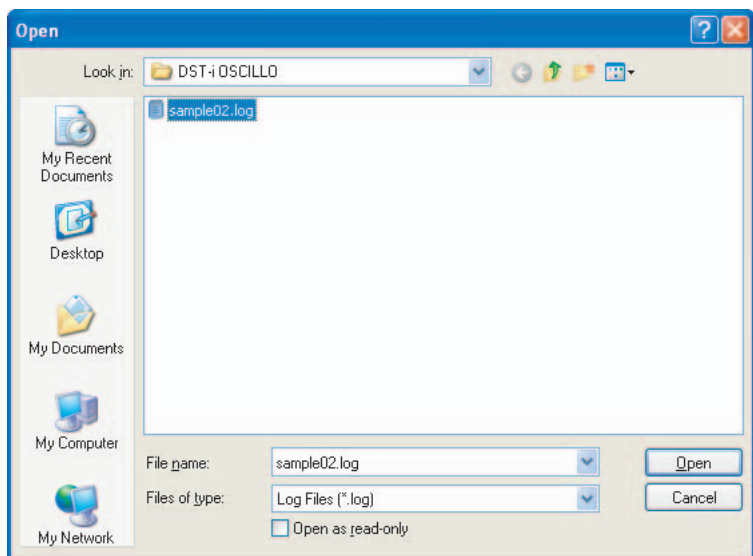 Open
Look in: DST-i OSCILLO
sample02.log
My Recent
Documents
Desktop
My Documents
My Computer
My Network
File name: sample02.log Open
Files of type: Log Files (*.log) Cancel
Open as read-only